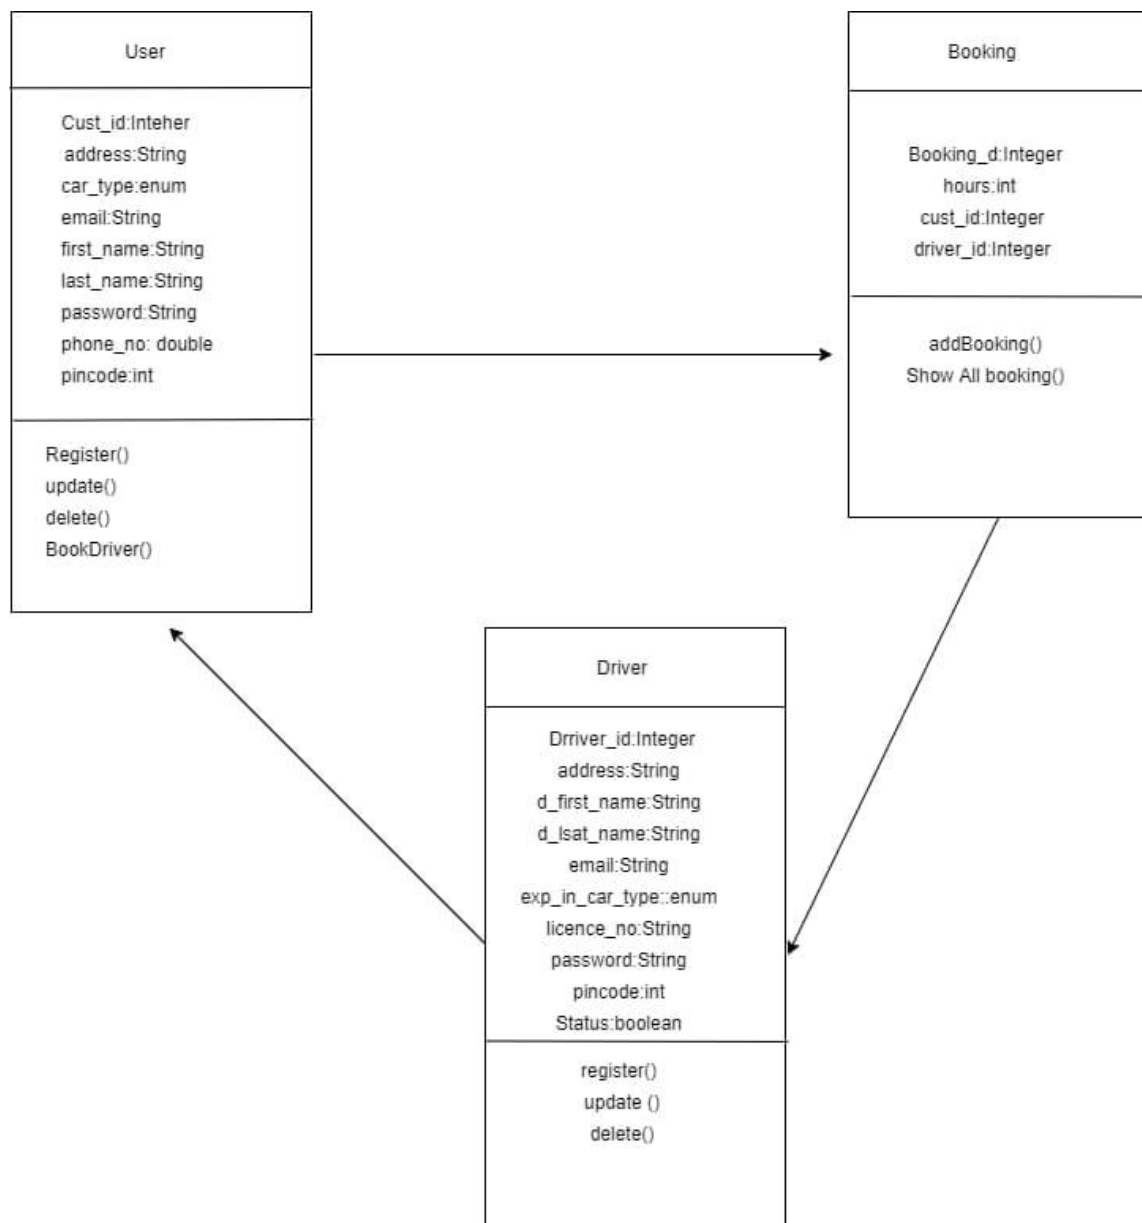 User
Cust_id:Inteher
address:String
car_type:enum
email:String
first_name:String
last_name:String
password:String
phone_no: double
pincode:int
Register()
update()
delete()
BookDriver()
Booking
Booking_d:Integer
hours:int
cust_id:Integer
driver_id:Integer
addBooking()
Show All booking()
Driver
Drriver_id:Integer
address:String
d_first_name:String
d_lsat_name:String
email:String
exp_in_car_type::enum
licence_no:String
password:String
pincode:int
Status:boolean
register()
update ()
delete()